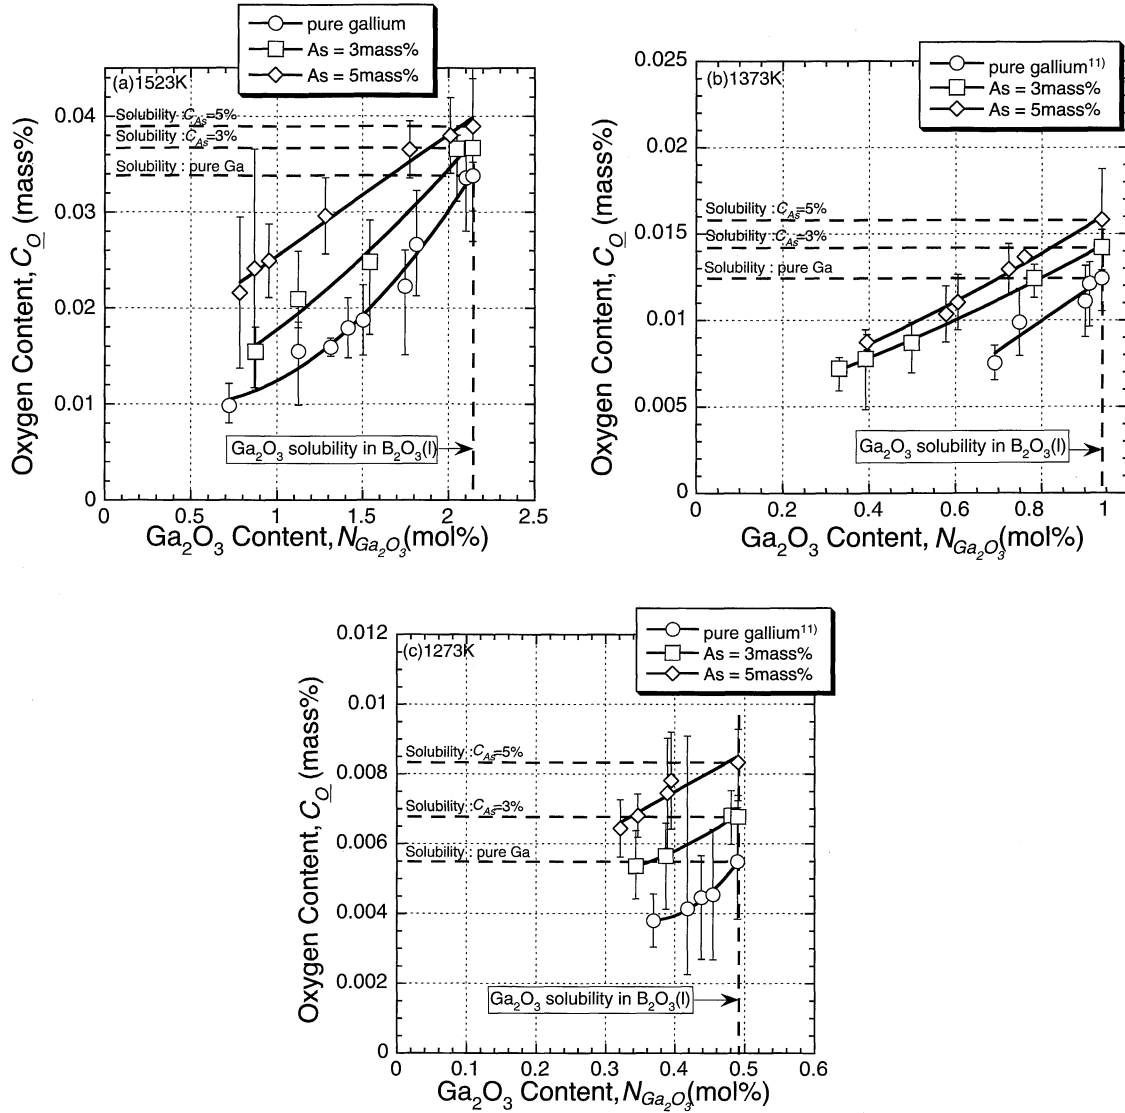 pure gallium
As = 3mass%
As = 5mass%
(a)1523K
Solubility :C_As=5%
Solubility :C_As=3%
Solubility : pure Ga
0.04
0.03
0.02
0.01
0
Oxygen Content, C_O (mass%)
Ga2O3 solubility in B2O3(l)
0 0.5 1 1.5 2 2.5
Ga2O3 Content, N_Ga2O3(mol%)
pure gallium11)
As = 3mass%
As = 5mass%
(b)1373K
Solubility :C_As=5%
Solubility :C_As=3%
Solubility : pure Ga
0.025
0.02
0.015
0.01
0.005
0
Oxygen Content, C_O (mass%)
Ga2O3 solubility in B2O3(l)
0 0.2 0.4 0.6 0.8 1
Ga2O3 Content, N_Ga2O3(mol%)
pure gallium11)
As = 3mass%
As = 5mass%
(c)1273K
Solubility :C_As=5%
Solubility :C_As=3%
Solubility : pure Ga
0.012
0.01
0.008
0.006
0.004
0.002
0
Oxygen Content, C_O (mass%)
Ga2O3 solubility in B2O3(l)
0 0.1 0.2 0.3 0.4 0.5 0.6
Ga2O3 Content, N_Ga2O3(mol%)